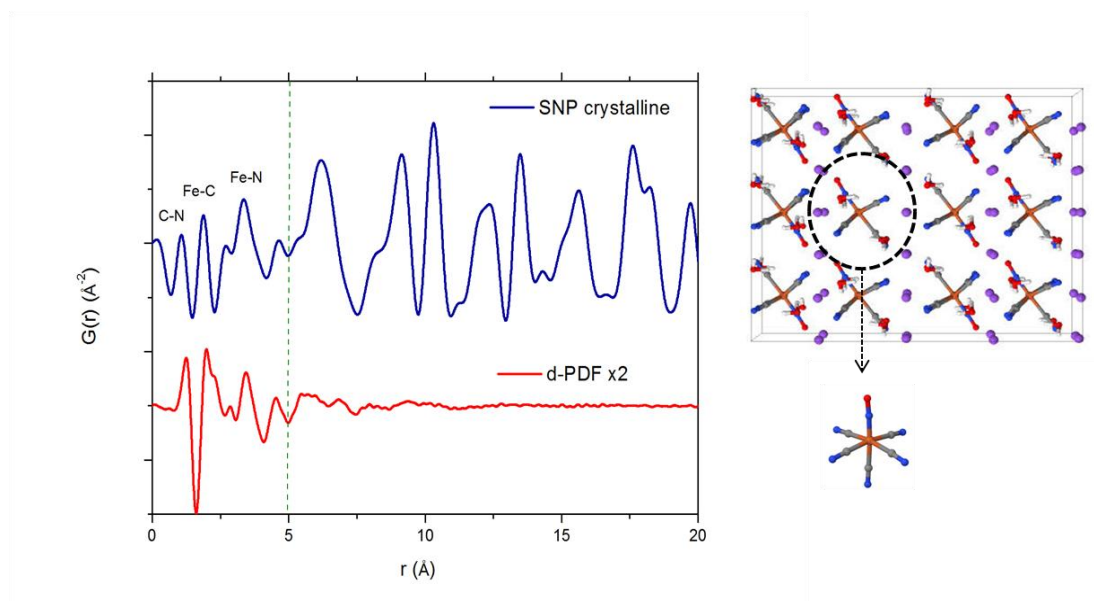 SNP crystalline
Fe-N
Fe-C
C-N
G(r) (Å⁻²)
d-PDF x2
0 5 10 15 20
r (Å)